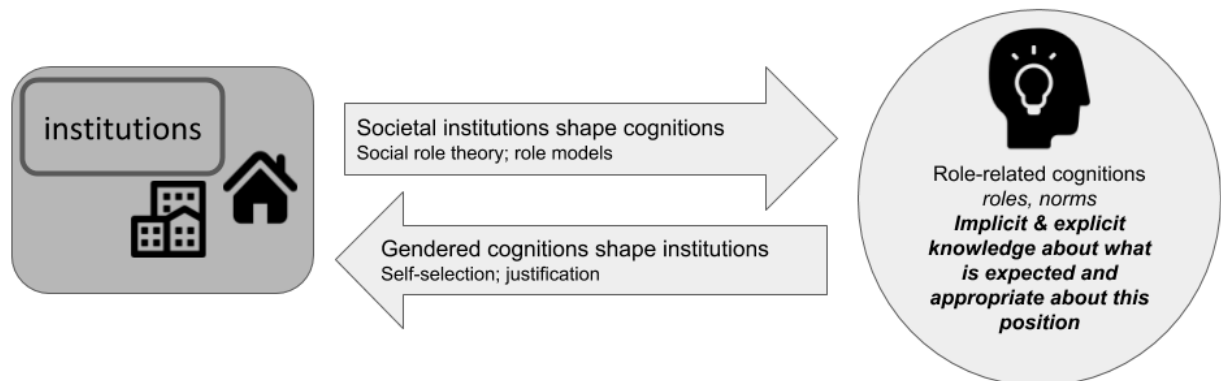 institutions
Societal institutions shape cognitions
Social role theory; role models
Gendered cognitions shape institutions
Self-selection; justification
Role-related cognitions
roles, norms
Implicit & explicit
knowledge about what
is expected and
appropriate about this
position